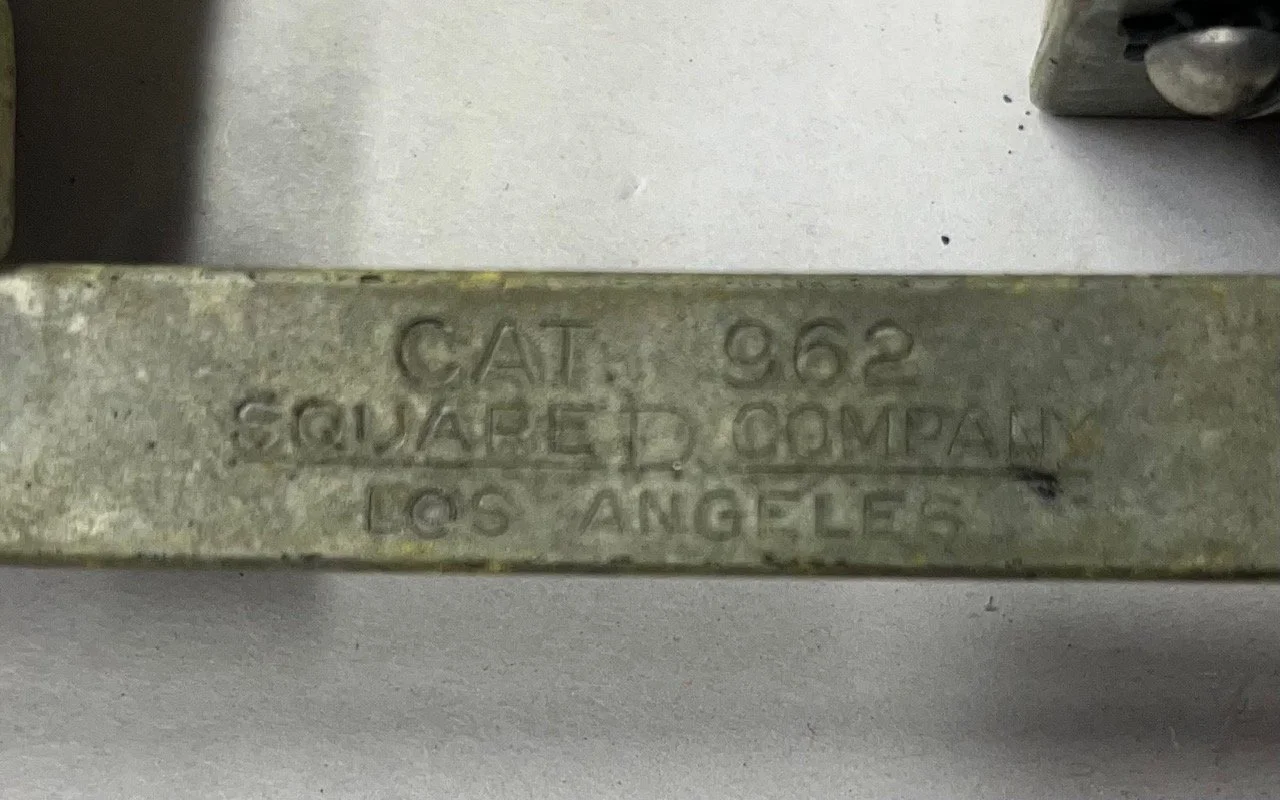 CAT. 962
SQUARE D COMPANY
LOS ANGELES